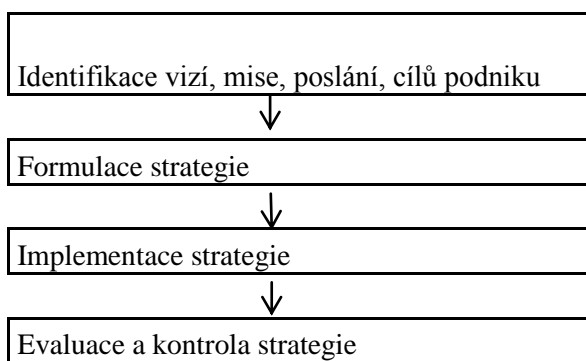 Identifikace vizí, mise, poslání, cílů podniku
Formulace strategie
Implementace strategie
Evaluace a kontrola strategie